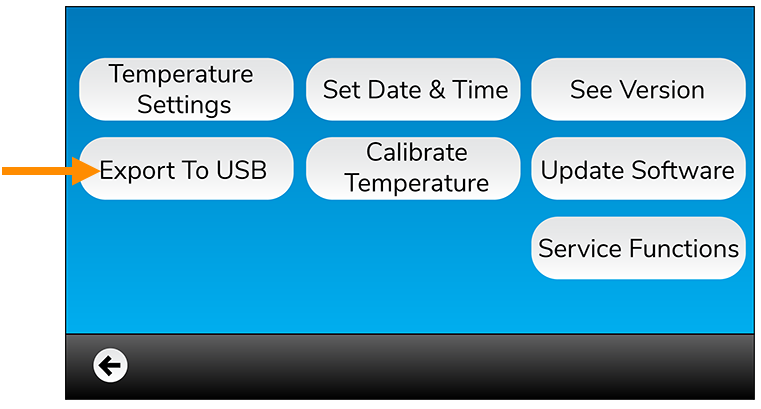 Temperature
Settings
Set Date & Time
See Version
Export To USB
Calibrate
Temperature
Update Software
Service Functions